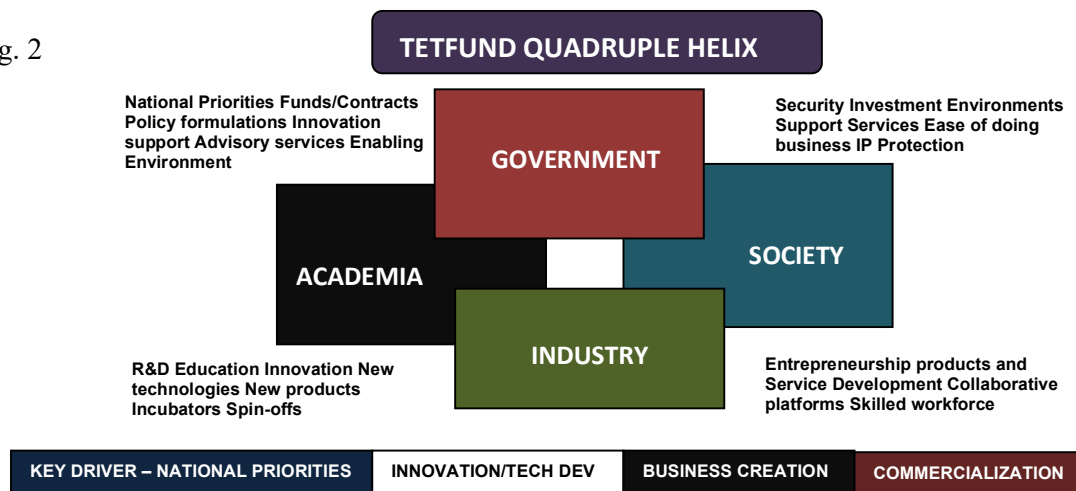 g. 2
TETFUND QUADRUPLE HELIX
National Priorities Funds/Contracts
Policy formulations Innovation
support Advisory services Enabling
Environment
Security Investment Environments
Support Services Ease of doing
business IP Protection
GOVERNMENT
SOCIETY
ACADEMIA
INDUSTRY
R&D Education Innovation New
technologies New products
Incubators Spin-offs
Entrepreneurship products and
Service Development Collaborative
platforms Skilled workforce
KEY DRIVER – NATIONAL PRIORITIES
INNOVATION/TECH DEV
BUSINESS CREATION
COMMERCIALIZATION